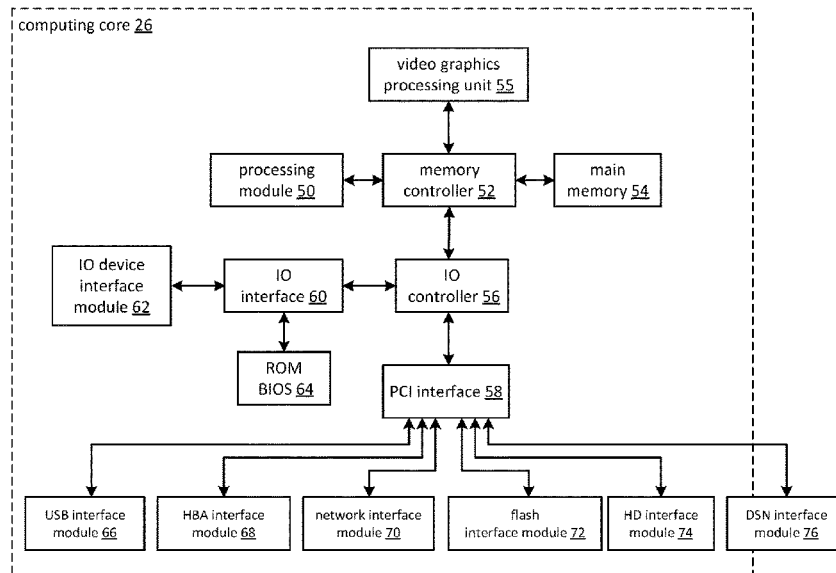 computing core 26
video graphics
processing unit 55
processing
module 50
memory
controller 52
main
memory 54
IO device
interface
module 62
IO
interface 60
IO
controller 56
ROM
BIOS 64
PCI interface 58
USB interface
module 66
HBA interface
module 68
network interface
module 70
flash
interface module 72
HD interface
module 74
DSN interface
module 76